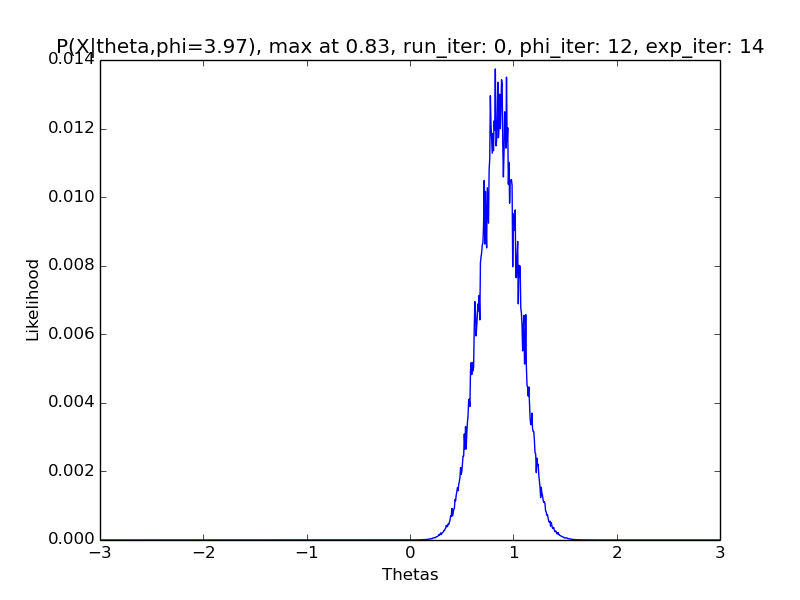 P(X|theta,phi=3.97), max at 0.83, run_iter: 0, phi_iter: 12, exp_iter: 14
0.014
0.012
0.010
0.008
0.006
0.004
0.002
0.000
Likelihood
−3 −2 −1 0 1 2 3
Thetas